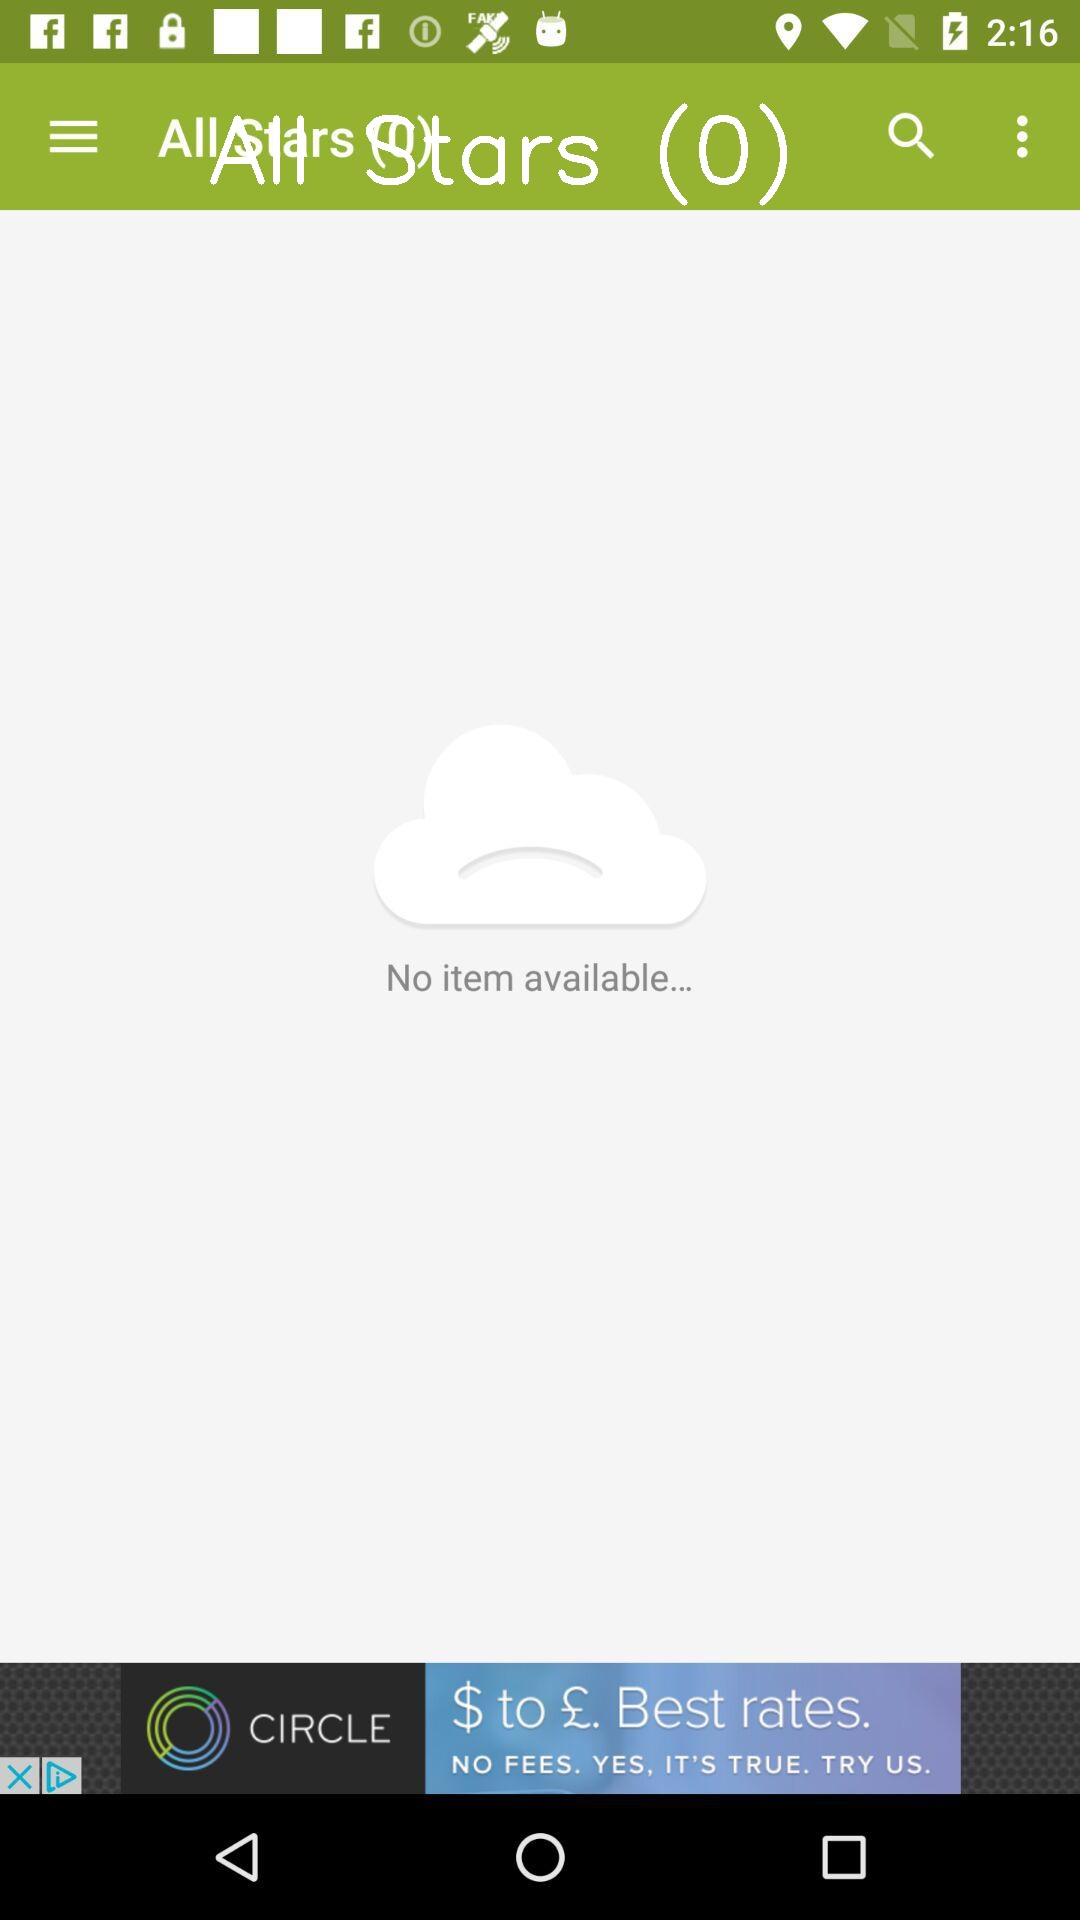 FAKE
2:16
All Stars (0)
All Stars (0)
No item available...
CIRCLE
$ to £. Best rates.
NO FEES. YES, IT'S TRUE. TRY US.